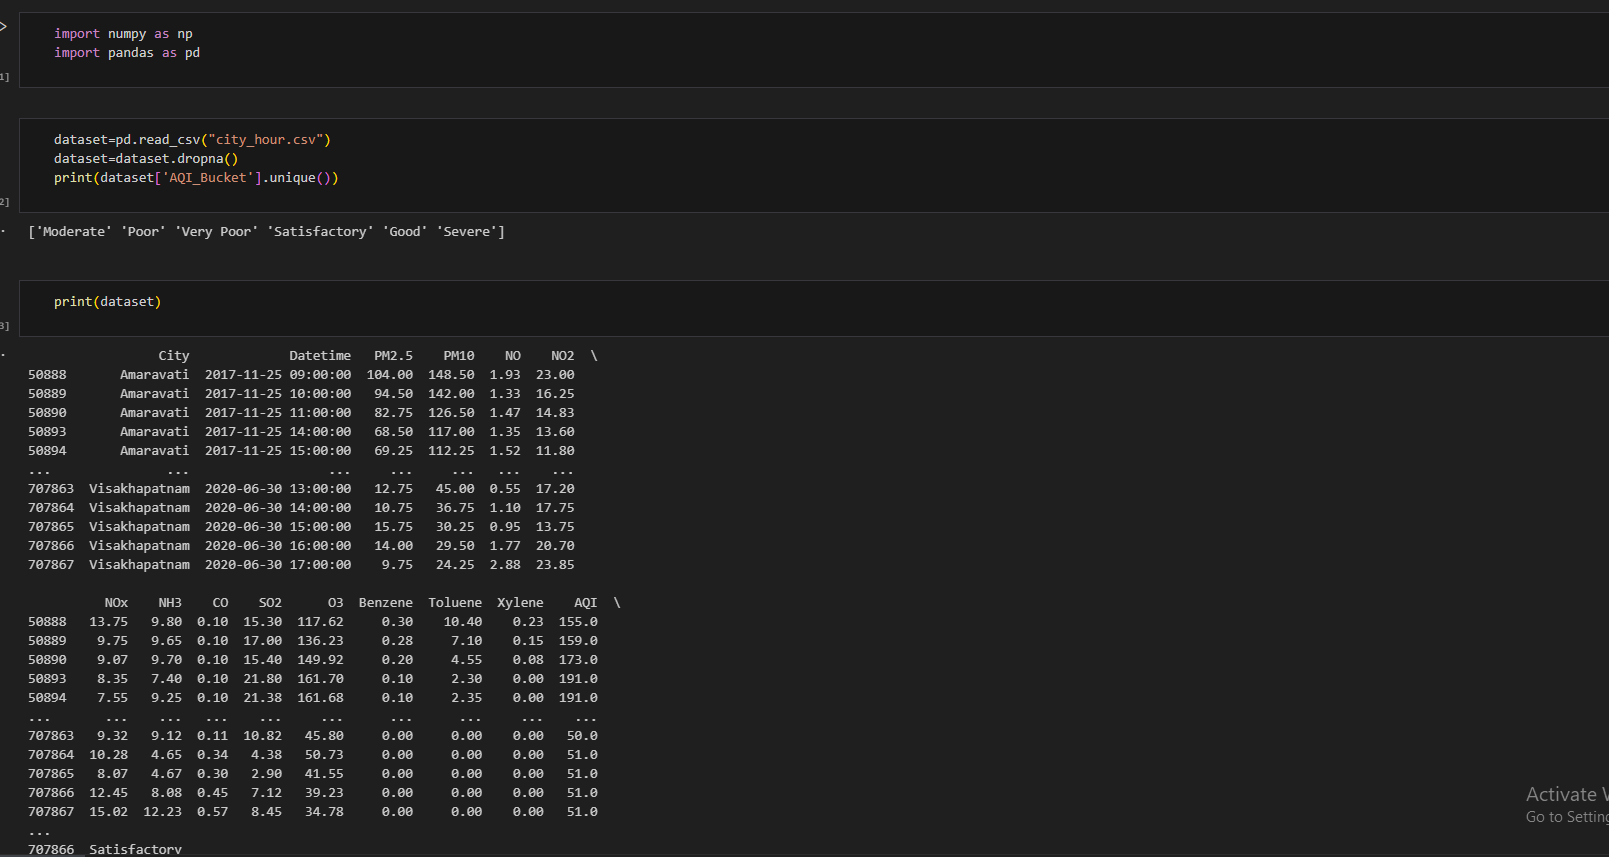 import numpy as np
import pandas as pd
1]
dataset=pd.read_csv("city_hour.csv")
dataset=dataset.dropna()
print(dataset['AQI_Bucket'].unique())
2]
['Moderate' 'Poor' 'Very Poor' 'Satisfactory' 'Good' 'Severe']
print(dataset)
3]
City Datetime PM2.5 PM10 NO NO2 \
50888 Amaravati 2017-11-25 09:00:00 104.00 148.50 1.93 23.00
50889 Amaravati 2017-11-25 10:00:00 94.50 142.00 1.33 16.25
50890 Amaravati 2017-11-25 11:00:00 82.75 126.50 1.47 14.83
50893 Amaravati 2017-11-25 14:00:00 68.50 117.00 1.35 13.60
50894 Amaravati 2017-11-25 15:00:00 69.25 112.25 1.52 11.80
... ... ... ... ... ... ...
707863 Visakhapatnam 2020-06-30 13:00:00 12.75 45.00 0.55 17.20
707864 Visakhapatnam 2020-06-30 14:00:00 10.75 36.75 1.10 17.75
707865 Visakhapatnam 2020-06-30 15:00:00 15.75 30.25 0.95 13.75
707866 Visakhapatnam 2020-06-30 16:00:00 14.00 29.50 1.77 20.70
707867 Visakhapatnam 2020-06-30 17:00:00 9.75 24.25 2.88 23.85
NOx NH3 CO SO2 O3 Benzene Toluene Xylene AQI \
50888 13.75 9.80 0.10 15.30 117.62 0.30 10.40 0.23 155.0
50889 9.75 9.65 0.10 17.00 136.23 0.28 7.10 0.15 159.0
50890 9.07 9.70 0.10 15.40 149.92 0.20 4.55 0.08 173.0
50893 8.35 7.40 0.10 21.80 161.70 0.10 2.30 0.00 191.0
50894 7.55 9.25 0.10 21.38 161.68 0.10 2.35 0.00 191.0
... ... ... ... ... ... ... ... ... ...
707863 9.32 9.12 0.11 10.82 45.80 0.00 0.00 0.00 50.0
707864 10.28 4.65 0.34 4.38 50.73 0.00 0.00 0.00 51.0
707865 8.07 4.67 0.30 2.90 41.55 0.00 0.00 0.00 51.0
707866 12.45 8.08 0.45 7.12 39.23 0.00 0.00 0.00 51.0
707867 15.02 12.23 0.57 8.45 34.78 0.00 0.00 0.00 51.0
...
707866 Satisfactory
Activate
Go to Setting